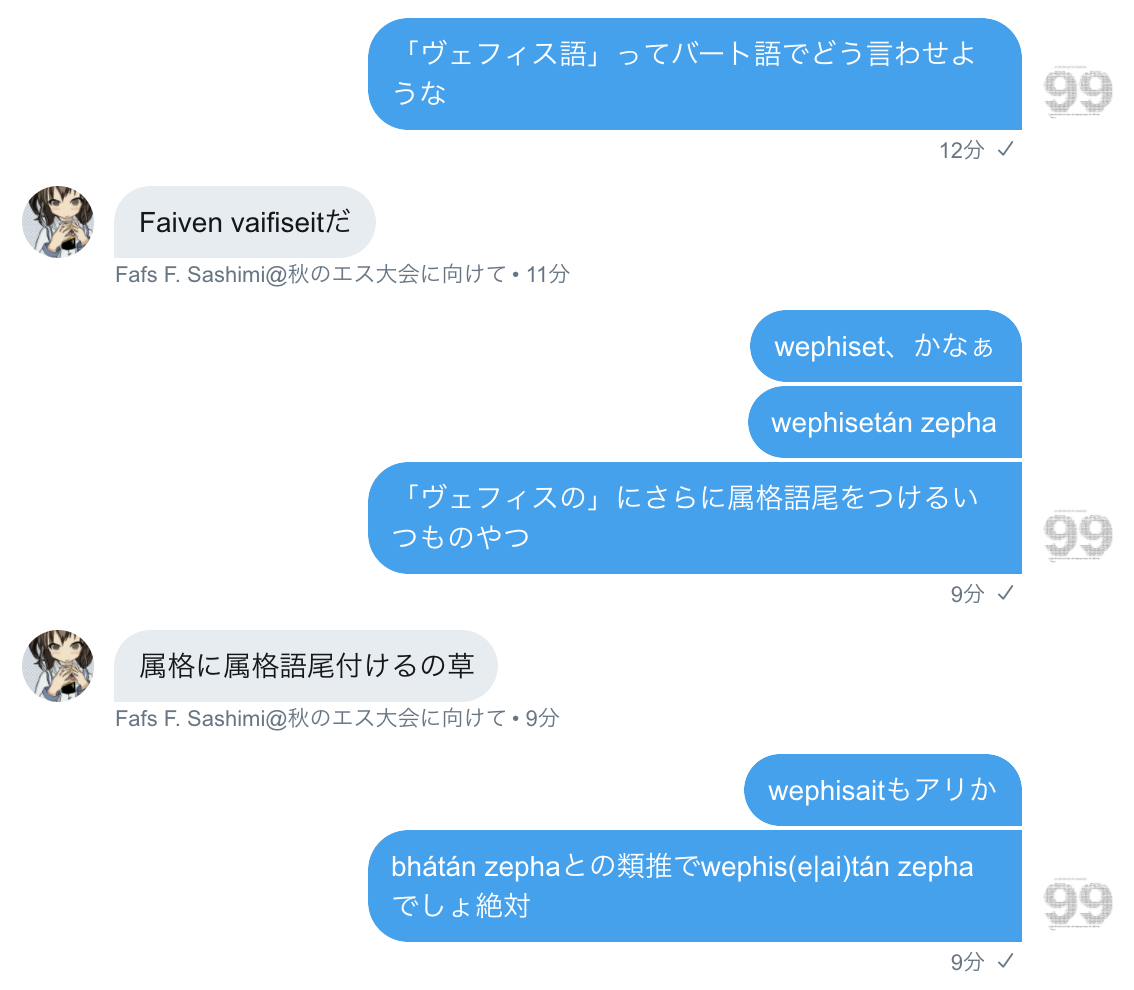 「ヴェフィス語」ってバート語でどう言わせよ
うな
99
12分 ✓
Faiven vaifiseitだ
Fafs F. Sashimi@秋のエス大会に向けて • 11分
wephiset、かなぁ
wephisetán zepha
「ヴェフィスの」にさらに属格語尾をつけるい
つものやつ
99
9分 ✓
属格に属格語尾付けるの草
Fafs F. Sashimi@秋のエス大会に向けて • 9分
wephisaitもアリか
bhátán zephaとの類推でwephis(e|ai)tán zepha
でしょ絶対
99
9分 ✓